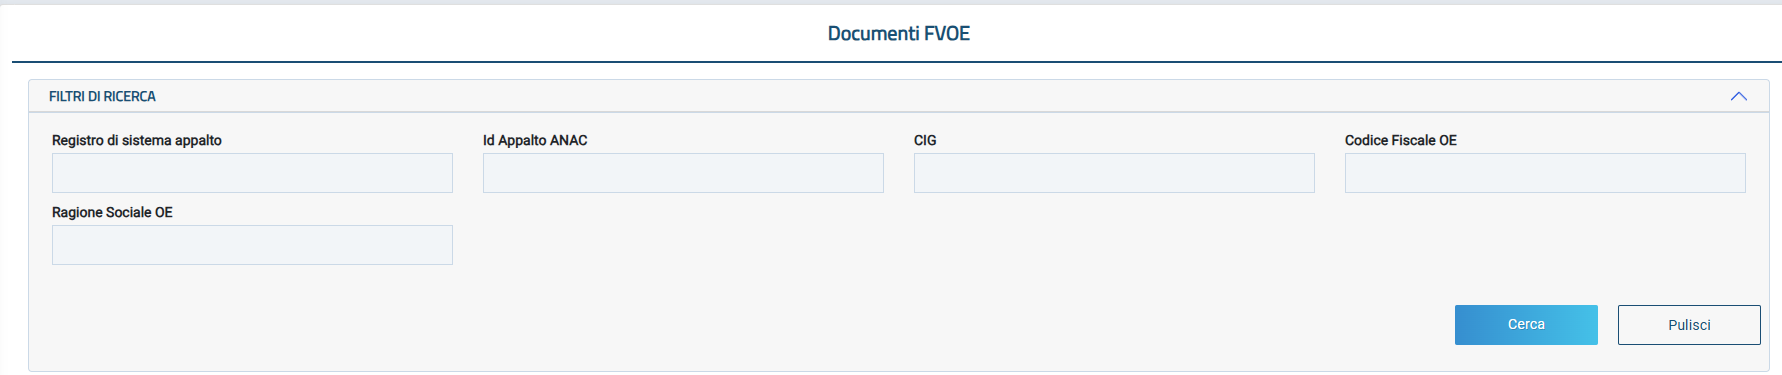 Documenti FVOE
FILTRI DI RICERCA
Registro di sistema appalto
Id Appalto ANAC
CIG
Codice Fiscale OE
Ragione Sociale OE
Cerca
Pulisci